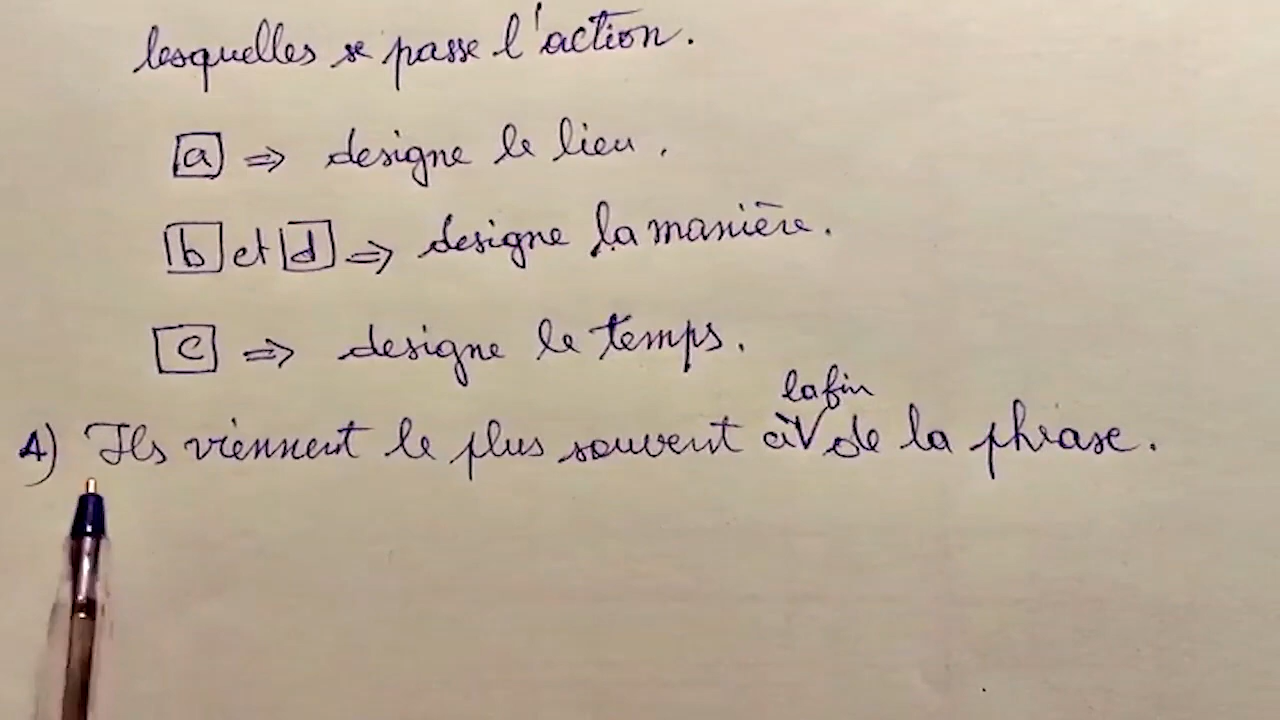 lesquelles se passe l'action.
a ⇒ designe le lieu.
b et d ⇒ designe la manière.
c ⇒ designe le temps.
la fin
4) Ils viennent le plus souvent à V de la phrase.